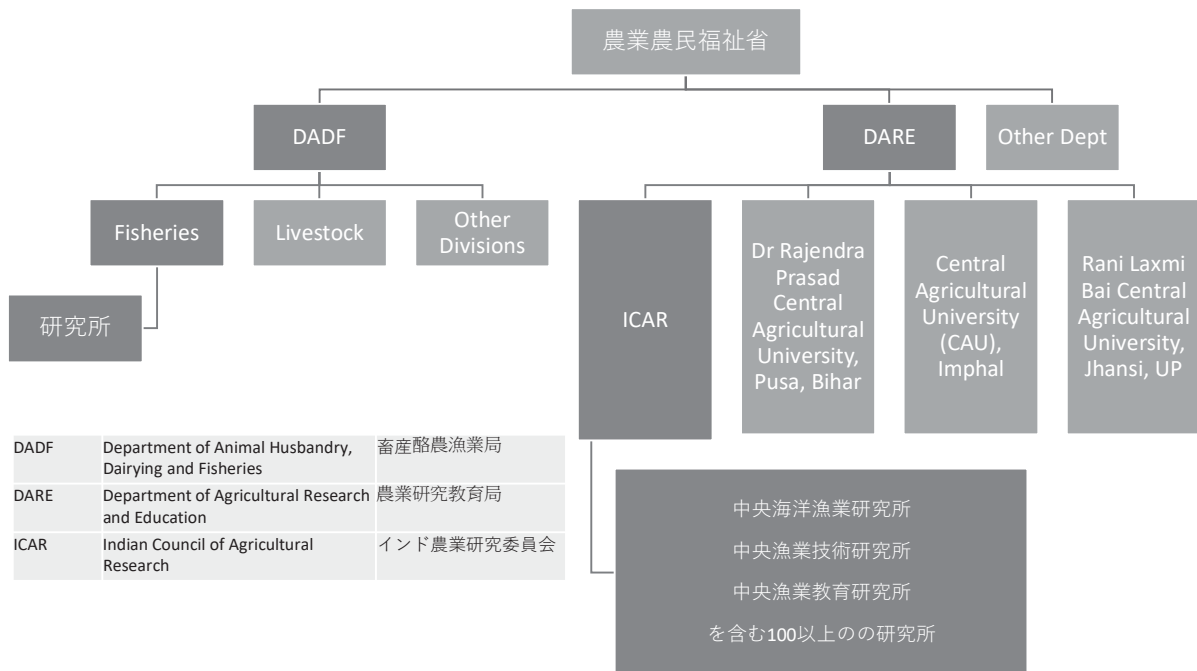 農業農民福祉省
DADF
DARE
Other Dept
Fisheries
Livestock
Other
Divisions
ICAR
Dr Rajendra
Prasad
Central
Agricultural
University,
Pusa, Bihar
Central
Agricultural
University
(CAU),
Imphal
Rani Laxmi
Bai Central
Agricultural
University,
Jhansi, UP
研究所
DADF Department of Animal Husbandry, 畜産酪農漁業局
Dairying and Fisheries
DARE Department of Agricultural Research 農業研究教育局
and Education
ICAR Indian Council of Agricultural インド農業研究委員会
Research
中央海洋漁業研究所
中央漁業技術研究所
中央漁業教育研究所
を含む100以上のの研究所